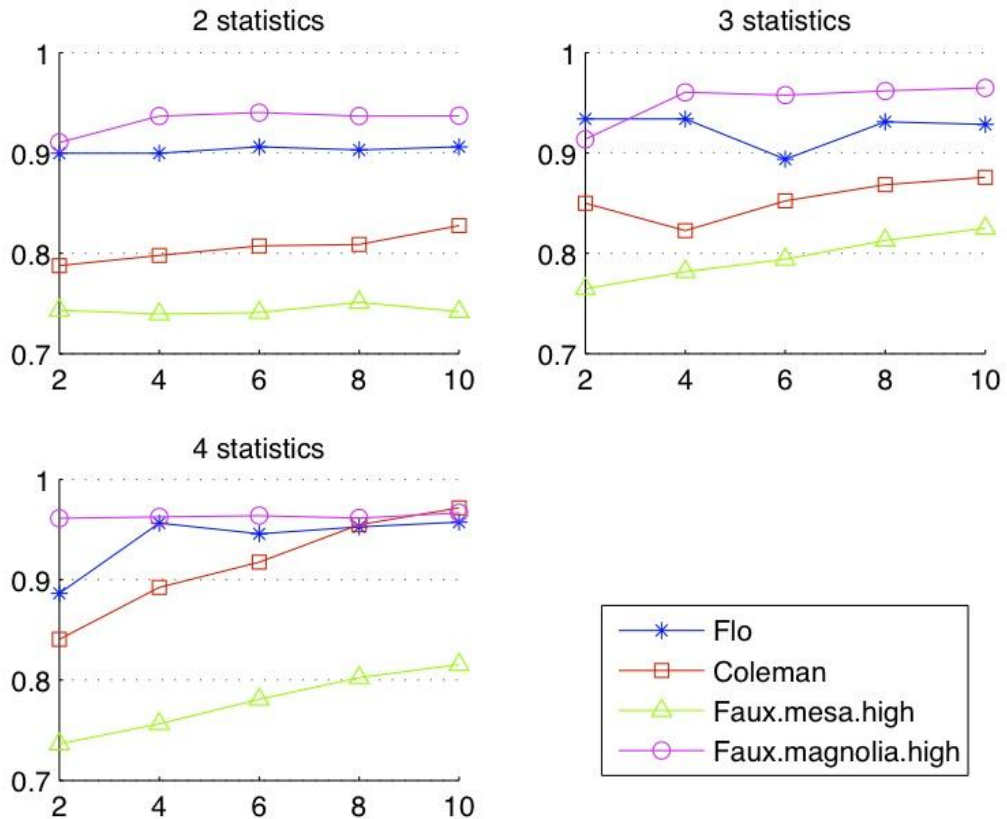 2 statistics
1
0.9
0.8
0.7
2 4 6 8 10
3 statistics
1
0.9
0.8
0.7
2 4 6 8 10
4 statistics
1
0.9
0.8
0.7
2 4 6 8 10
Flo
Coleman
Faux.mesa.high
Faux.magnolia.high